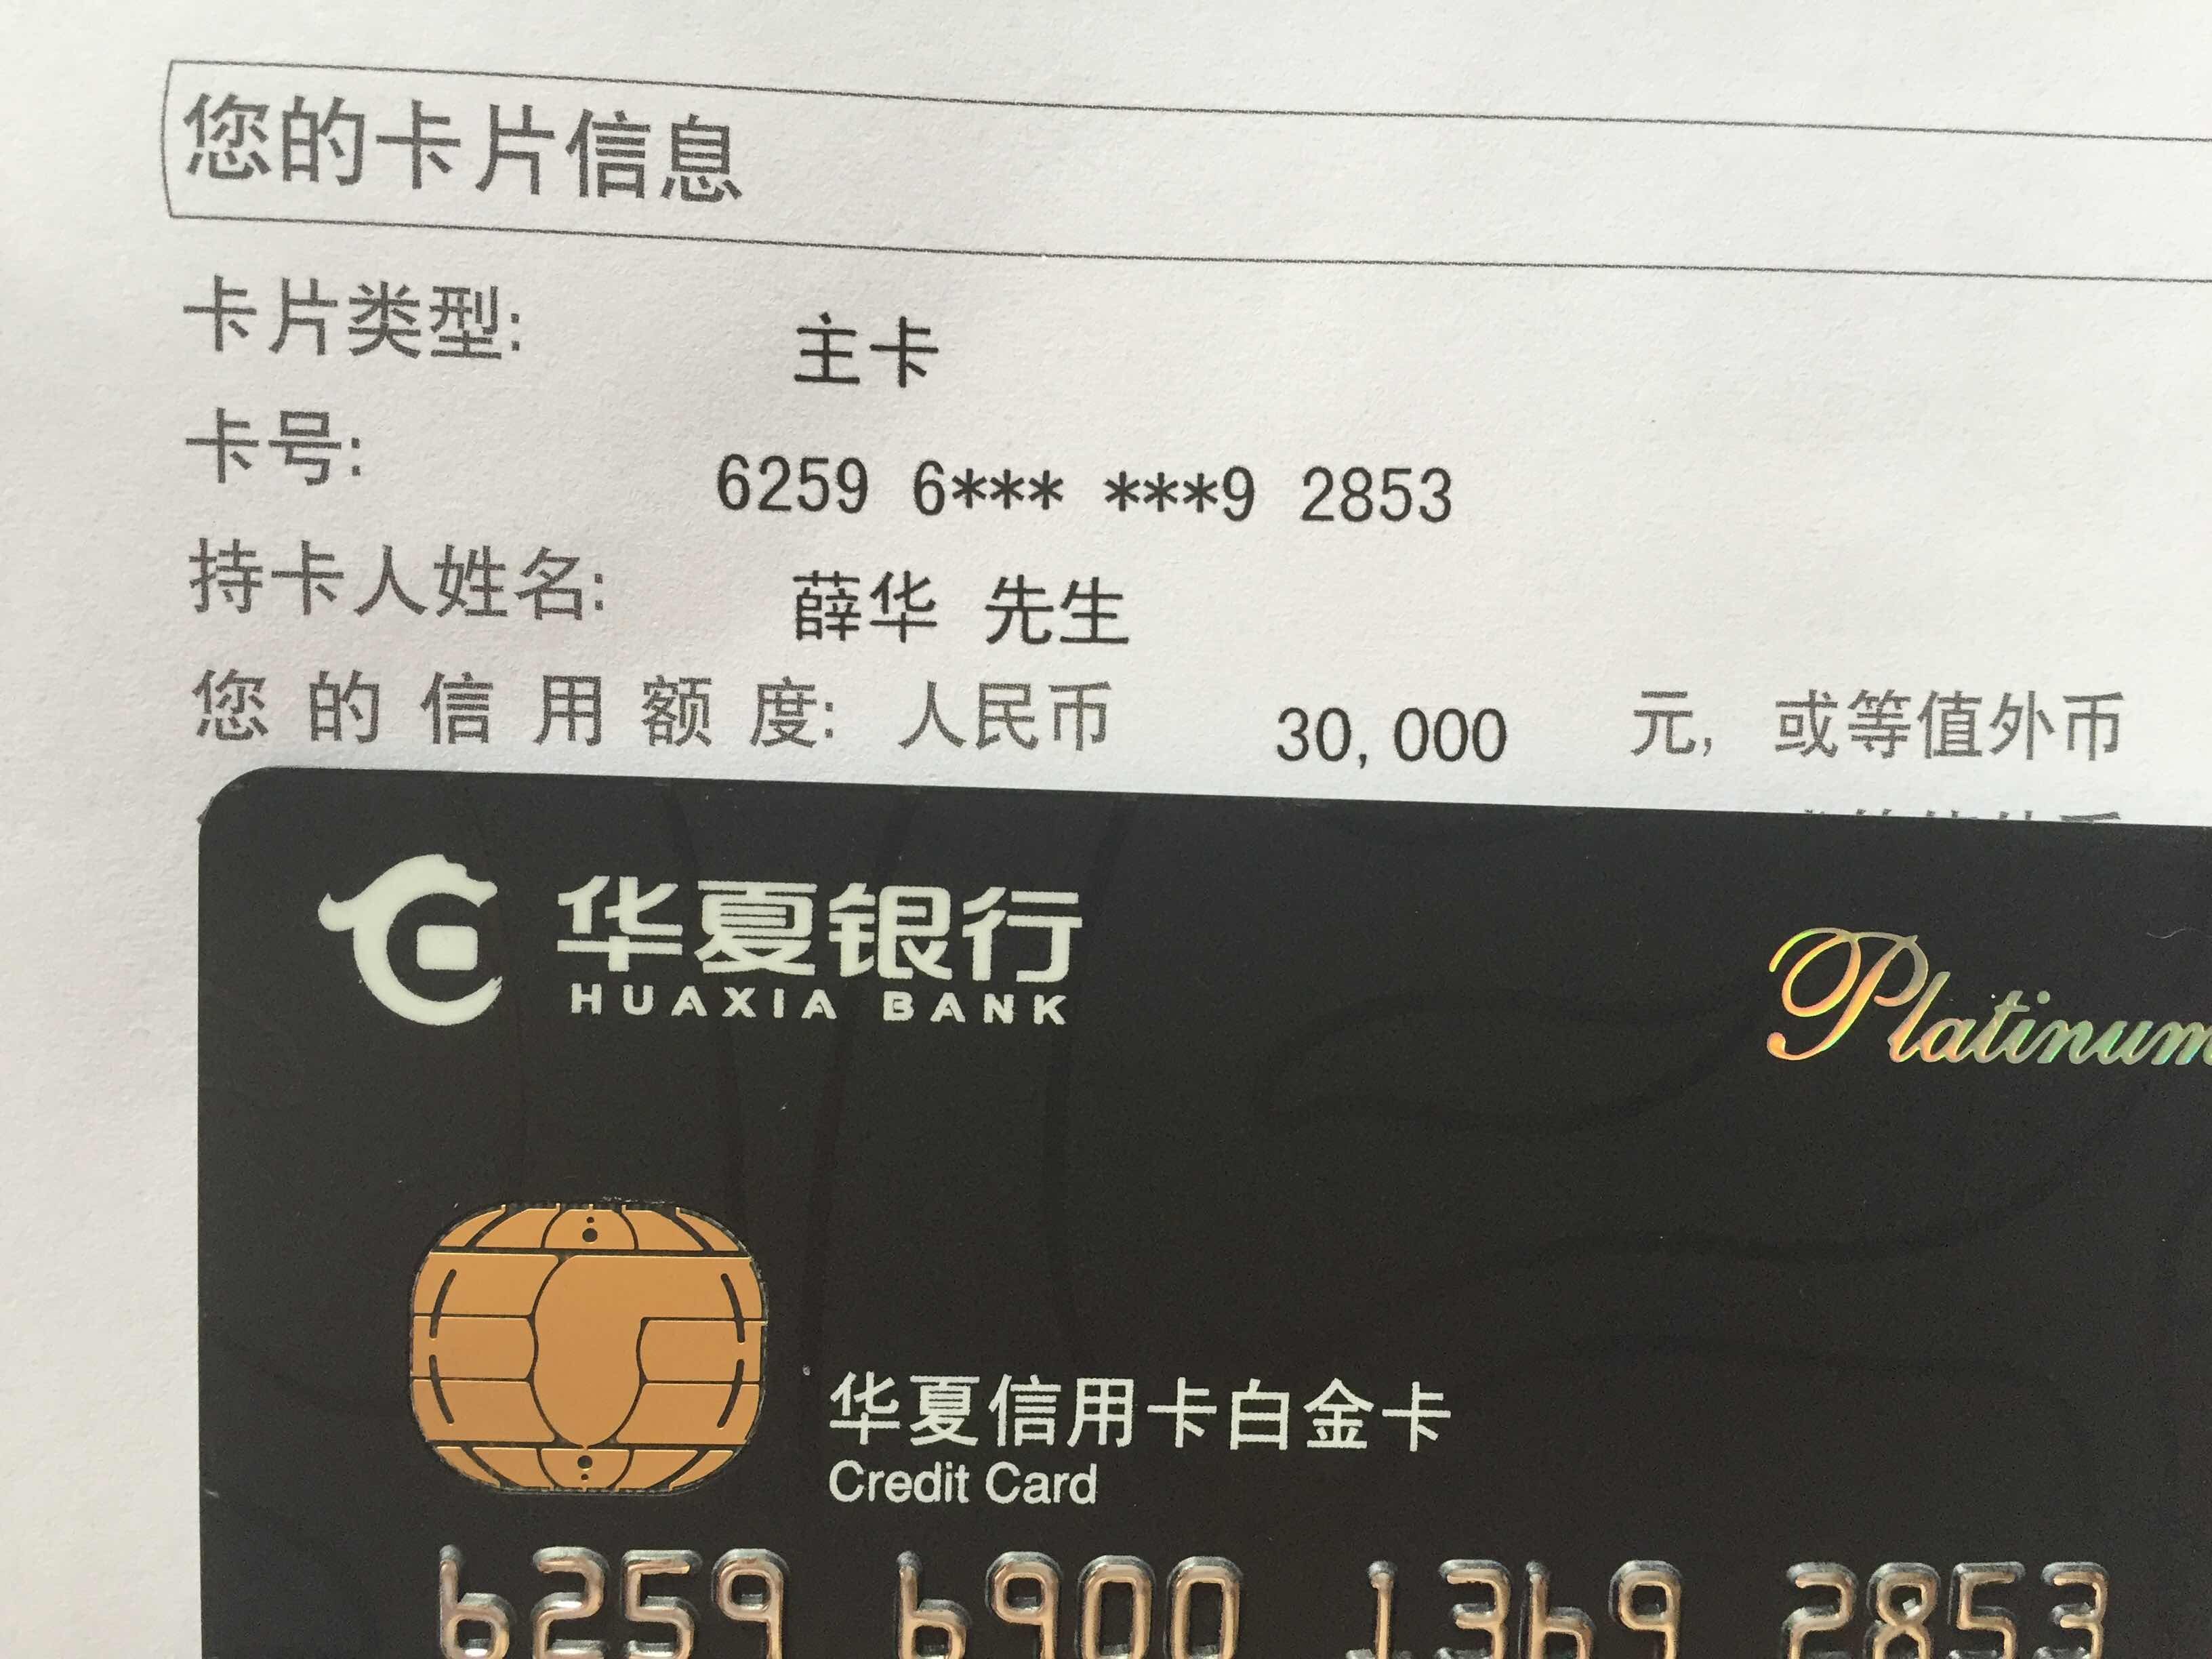 您的卡片信息
卡片类型: 主卡
卡号: 6259 6*** ***9 2853
持卡人姓名: 薛华 先生
您的信用额度: 人民币 30,000 元, 或等值外币
华夏银行
HUAXIA BANK
Platinum
华夏信用卡白金卡
Credit Card
6259 6900 1369 2853